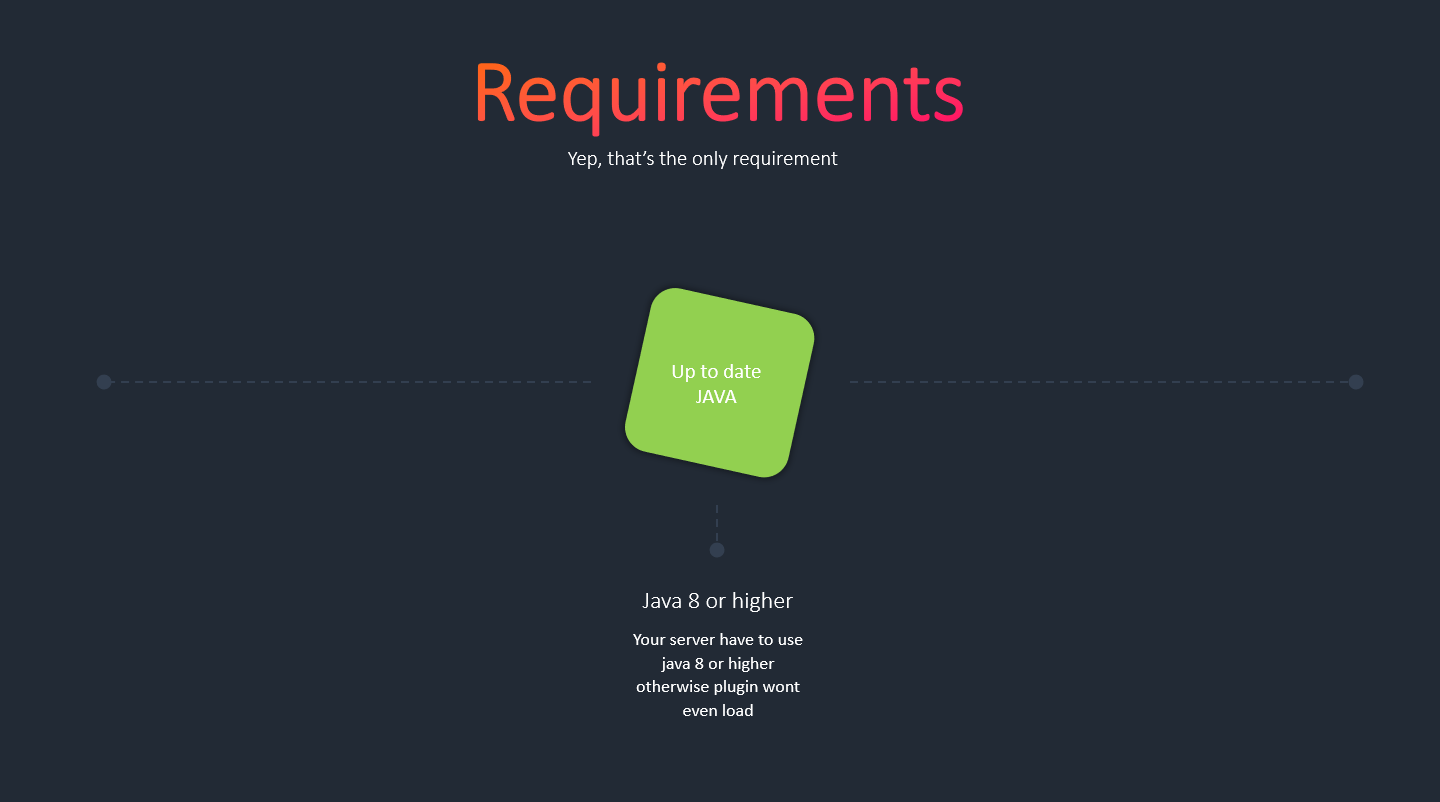 Requirements
Yep, that’s the only requirement
Up to date
JAVA
Java 8 or higher
Your server have to use
java 8 or higher
otherwise plugin wont
even load